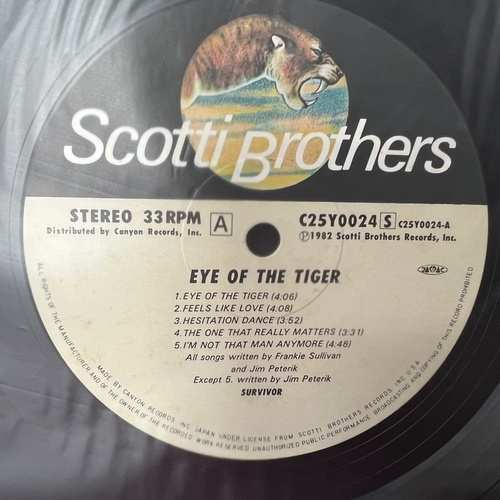 Scotti Brothers
STEREO 33RPM A
Distributed by Canyon Records, Inc.
C25Y0024 S C25Y0024-A
Ⓟ1982 Scotti Brothers Records, Inc.
EYE OF THE TIGER
1.EYE OF THE TIGER (4:06)
2.FEELS LIKE LOVE (4:08)
3.HESITATION DANCE (3:52)
4.THE ONE THAT REALLY MATTERS (3:31)
5.I'M NOT THAT MAN ANYMORE (4:48)
All songs written by Frankie Sullivan
and Jim Peterik
Except 5. written by Jim Peterik
SURVIVOR
ALL RIGHTS OF THE MANUFACTURER AND OF THE OWNER OF THE RECORDED WORK RESERVED UNAUTHORIZED PUBLIC PERFORMANCE, BROADCASTING AND COPYING OF THIS RECORD PROHIBITED
MADE BY CANYON RECORDS INC. JAPAN UNDER LICENSE FROM SCOTTI BROTHERS RECORDS INC. U.S.A.